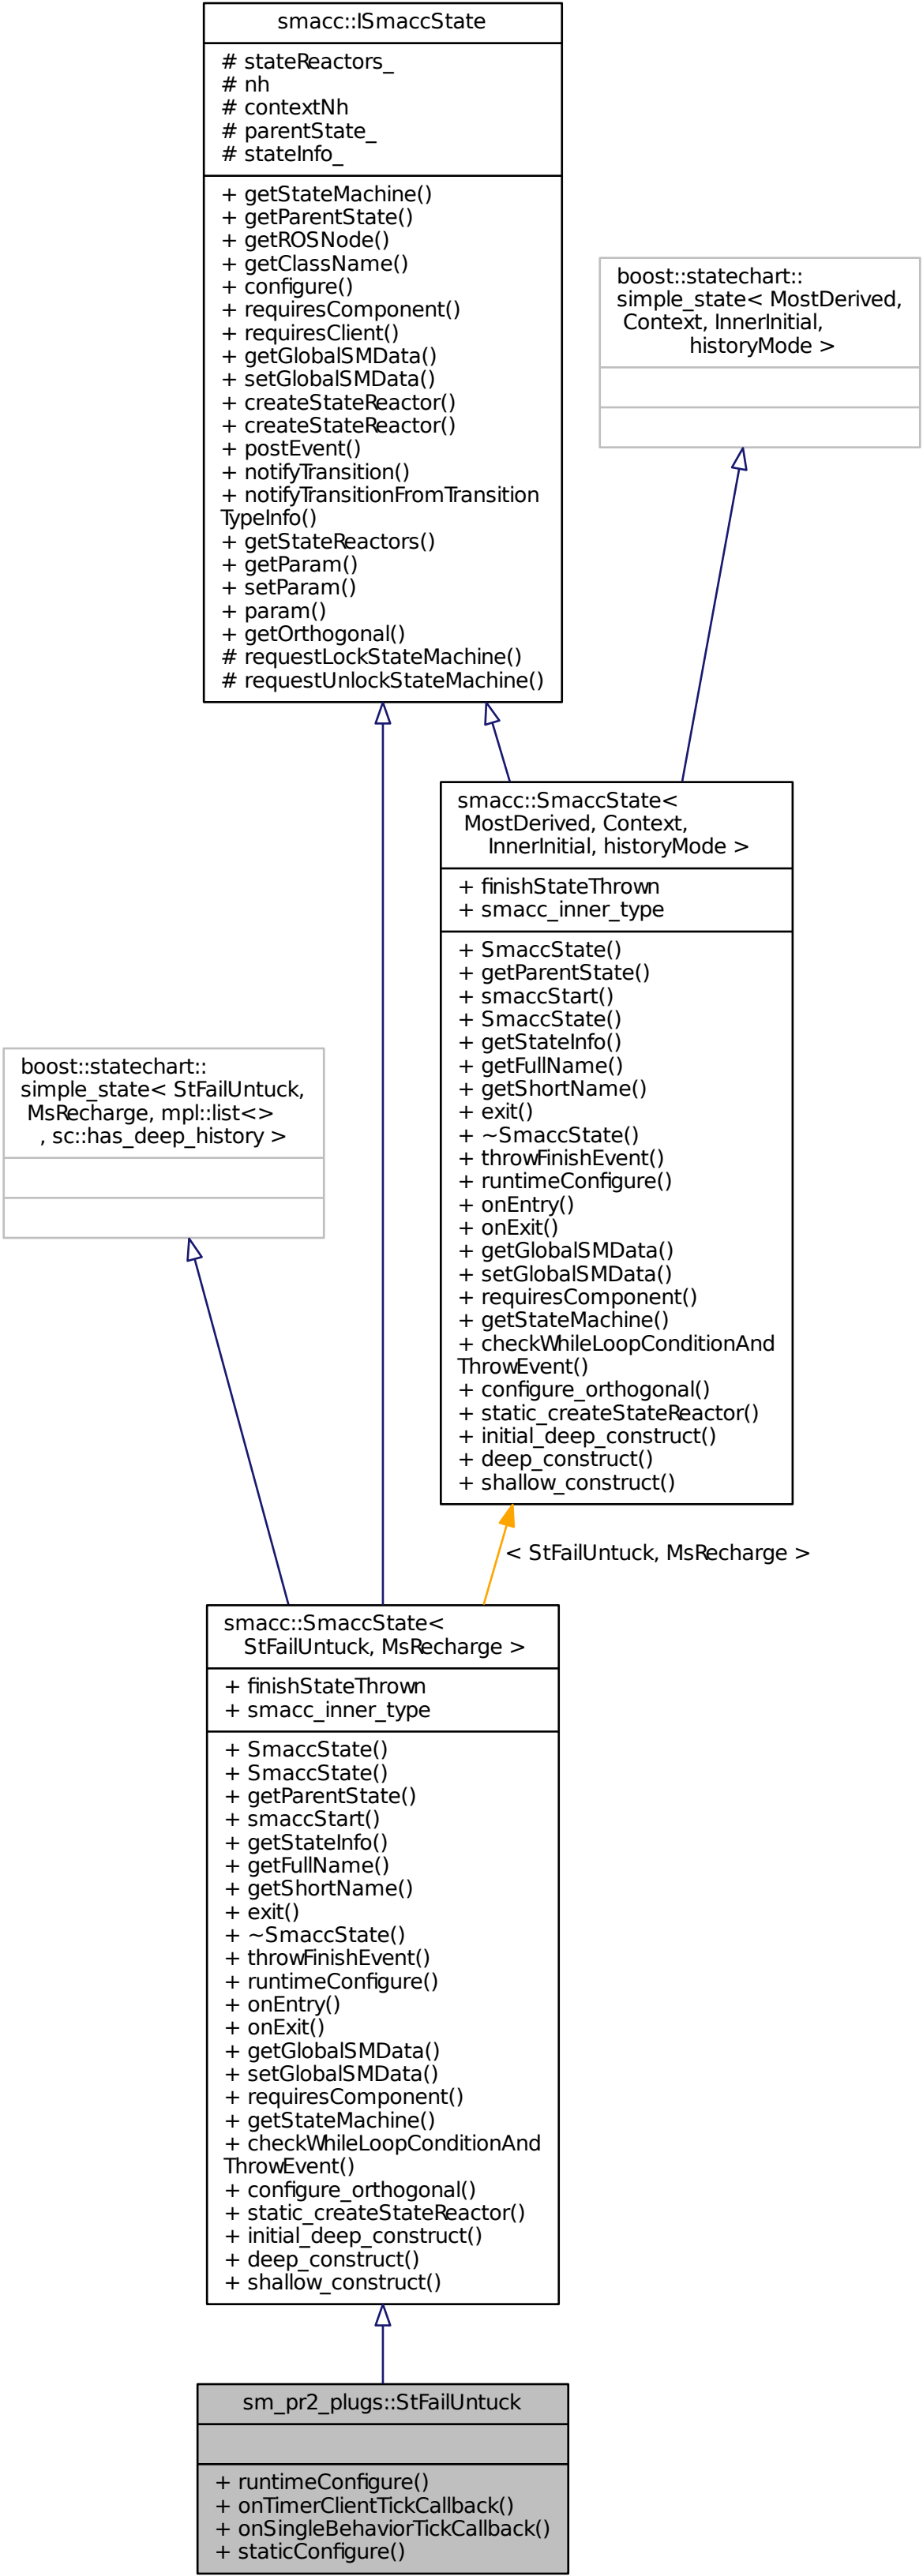 smacc::ISmaccState
# stateReactors_
# nh
# contextNh
# parentState_
# stateInfo_
+ getStateMachine()
+ getParentState()
+ getROSNode()
+ getClassName()
+ configure()
+ requiresComponent()
+ requiresClient()
+ getGlobalSMData()
+ setGlobalSMData()
+ createStateReactor()
+ createStateReactor()
+ postEvent()
+ notifyTransition()
+ notifyTransitionFromTransition
TypeInfo()
+ getStateReactors()
+ getParam()
+ setParam()
+ param()
+ getOrthogonal()
# requestLockStateMachine()
# requestUnlockStateMachine()
boost::statechart::
simple_state< MostDerived,
Context, InnerInitial,
historyMode >
smacc::SmaccState<
MostDerived, Context,
InnerInitial, historyMode >
+ finishStateThrown
+ smacc_inner_type
+ SmaccState()
+ getParentState()
+ smaccStart()
+ SmaccState()
+ getStateInfo()
+ getFullName()
+ getShortName()
+ exit()
+ ~SmaccState()
+ throwFinishEvent()
+ runtimeConfigure()
+ onEntry()
+ onExit()
+ getGlobalSMData()
+ setGlobalSMData()
+ requiresComponent()
+ getStateMachine()
+ checkWhileLoopConditionAnd
ThrowEvent()
+ configure_orthogonal()
+ static_createStateReactor()
+ initial_deep_construct()
+ deep_construct()
+ shallow_construct()
boost::statechart::
simple_state< StFailUntuck,
MsRecharge, mpl::list<>
, sc::has_deep_history >
< StFailUntuck, MsRecharge >
smacc::SmaccState<
StFailUntuck, MsRecharge >
+ finishStateThrown
+ smacc_inner_type
+ SmaccState()
+ SmaccState()
+ getParentState()
+ smaccStart()
+ getStateInfo()
+ getFullName()
+ getShortName()
+ exit()
+ ~SmaccState()
+ throwFinishEvent()
+ runtimeConfigure()
+ onEntry()
+ onExit()
+ getGlobalSMData()
+ setGlobalSMData()
+ requiresComponent()
+ getStateMachine()
+ checkWhileLoopConditionAnd
ThrowEvent()
+ configure_orthogonal()
+ static_createStateReactor()
+ initial_deep_construct()
+ deep_construct()
+ shallow_construct()
sm_pr2_plugs::StFailUntuck
+ runtimeConfigure()
+ onTimerClientTickCallback()
+ onSingleBehaviorTickCallback()
+ staticConfigure()